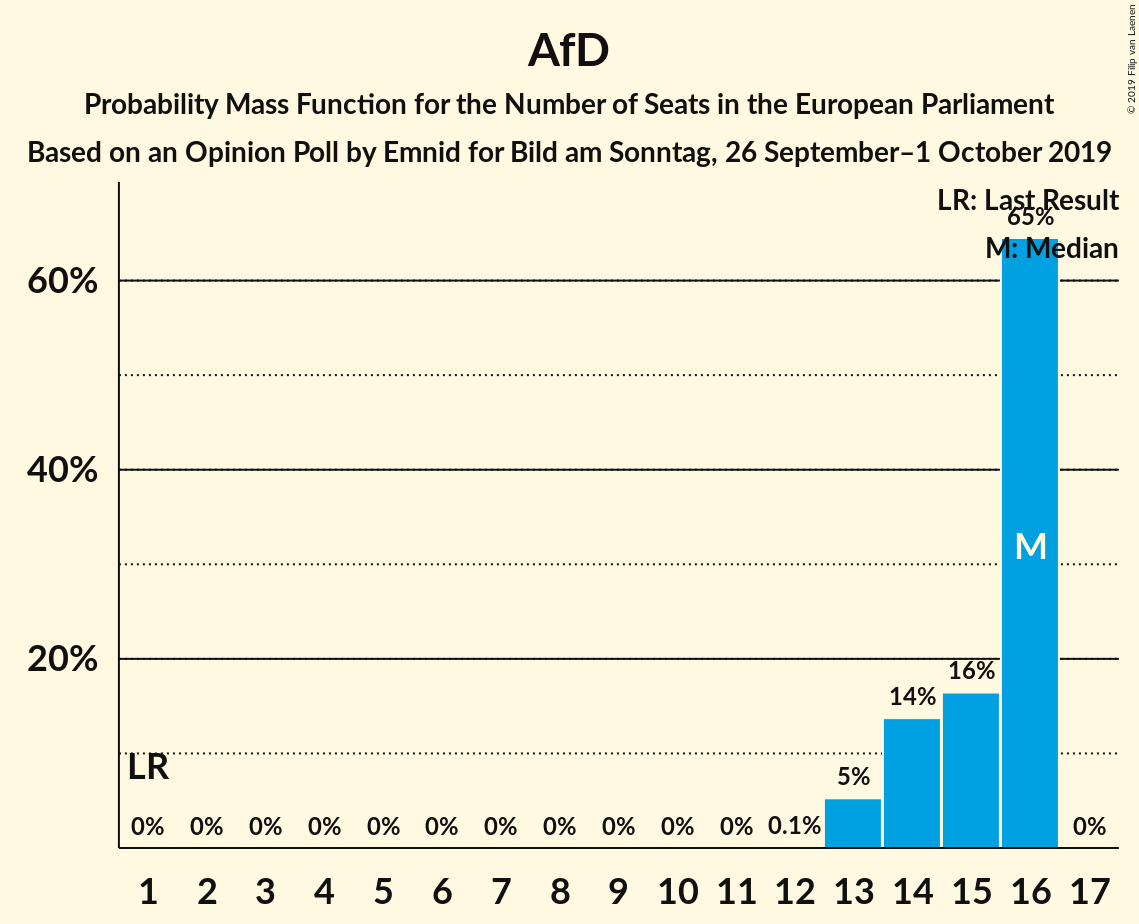 AfD
Probability Mass Function for the Number of Seats in the European Parliament
Based on an Opinion Poll by Emnid for Bild am Sonntag, 26 September–1 October 2019
© 2019 Filip van Laenen
LR: Last Result
M: Median
65%
60%
40%
M
20%
16%
14%
LR
5%
0% 0% 0% 0% 0% 0% 0% 0% 0% 0% 0% 0.1% 0%
1 2 3 4 5 6 7 8 9 10 11 12 13 14 15 16 17